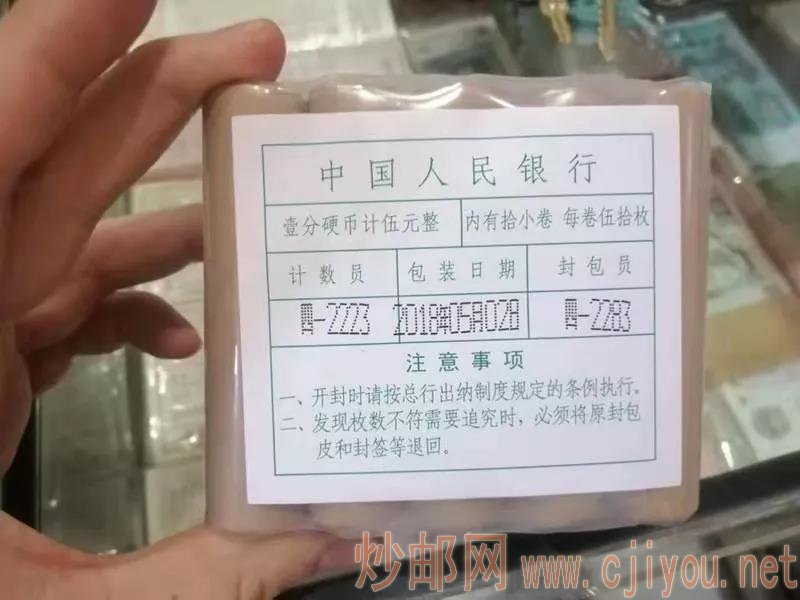 中国人民银行
壹分硬币计伍元整 内有拾小卷 每卷伍拾枚
计数员 包装日期 封包员
-2223 2018年05月02日 -2283
注意事项
一、开封时请按总行出纳制度规定的条例执行。
二、发现枚数不符需要追究时，必须将原封包
皮和封签等退回。
炒邮网 www.cjiyou.net